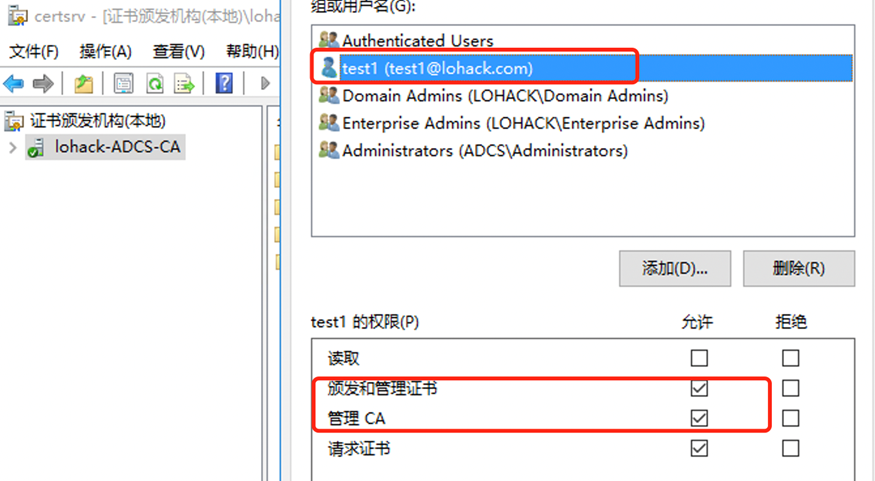 certsrv - [证书颁发机构(本地)\loha
文件(F) 操作(A) 查看(V) 帮助(H)
证书颁发机构(本地)
lohack-ADCS-CA
组或用户名(G):
Authenticated Users
test1 (test1@lohack.com)
Domain Admins (LOHACK\Domain Admins)
Enterprise Admins (LOHACK\Enterprise Admins)
Administrators (ADCS\Administrators)
添加(D)... 删除(R)
test1 的权限(P) 允许 拒绝
读取
颁发和管理证书
管理 CA
请求证书